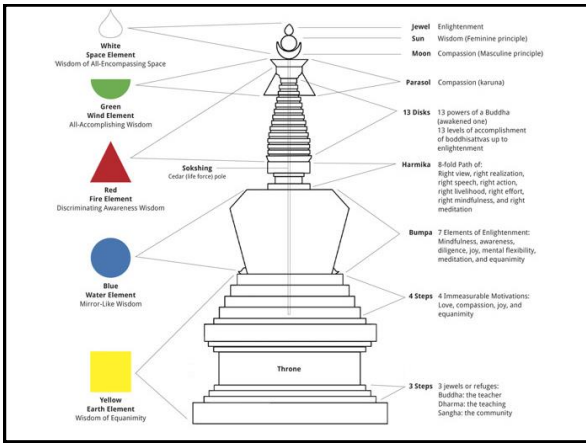 White
Space Element
Wisdom of All-Encompassing Space
Green
Wind Element
All-Accomplishing Wisdom
Red
Fire Element
Discriminating Awareness Wisdom
Blue
Water Element
Mirror-Like Wisdom
Yellow
Earth Element
Wisdom of Equanimity
Sokshing
Cedar (life force) pole
Throne
Jewel Enlightenment
Sun Wisdom (Feminine principle)
Moon Compassion (Masculine principle)
Parasol Compassion (karuna)
13 Disks 13 powers of a Buddha
(awakened one)
13 levels of accomplishment
of boddhisattvas up to
enlightenment
Harmika 8-fold Path of:
Right view, right realization,
right speech, right action,
right livelihood, right effort,
right mindfulness, and right
meditation
Bumpa 7 Elements of Enlightenment:
Mindfulness, awareness,
diligence, joy, mental flexibility,
meditation, and equanimity
4 Steps 4 Immeasurable Motivations:
Love, compassion, joy, and
equanimity
3 Steps 3 jewels or refuges:
Buddha: the teacher
Dharma: the teaching
Sangha: the community